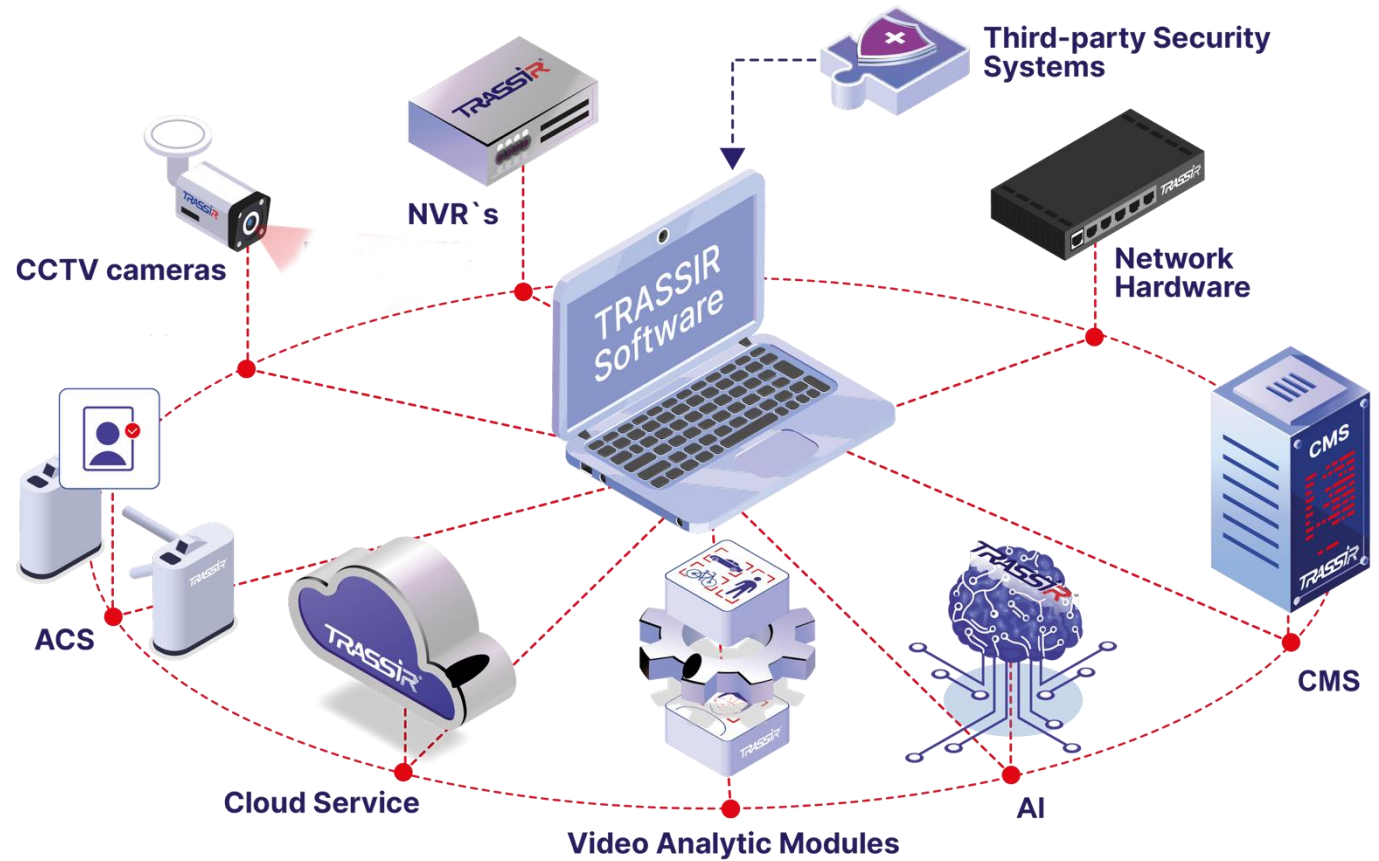 Third-party Security
Systems
TRASSIR
TRASSIR
NVR`s
CCTV cameras
TRASSIR
Network
Hardware
TRASSIR
Software
CMS
TRASSIR
CMS
TRASSIR
ACS
TRASSIR
Cloud Service
TRASSIR
Video Analytic Modules
TRASSIR
AI